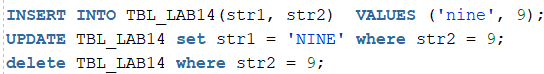 INSERT INTO TBL_LAB14(str1, str2)  VALUES ('nine', 9);
UPDATE TBL_LAB14 set str1 = 'NINE' where str2 = 9;
delete TBL_LAB14 where str2 = 9;